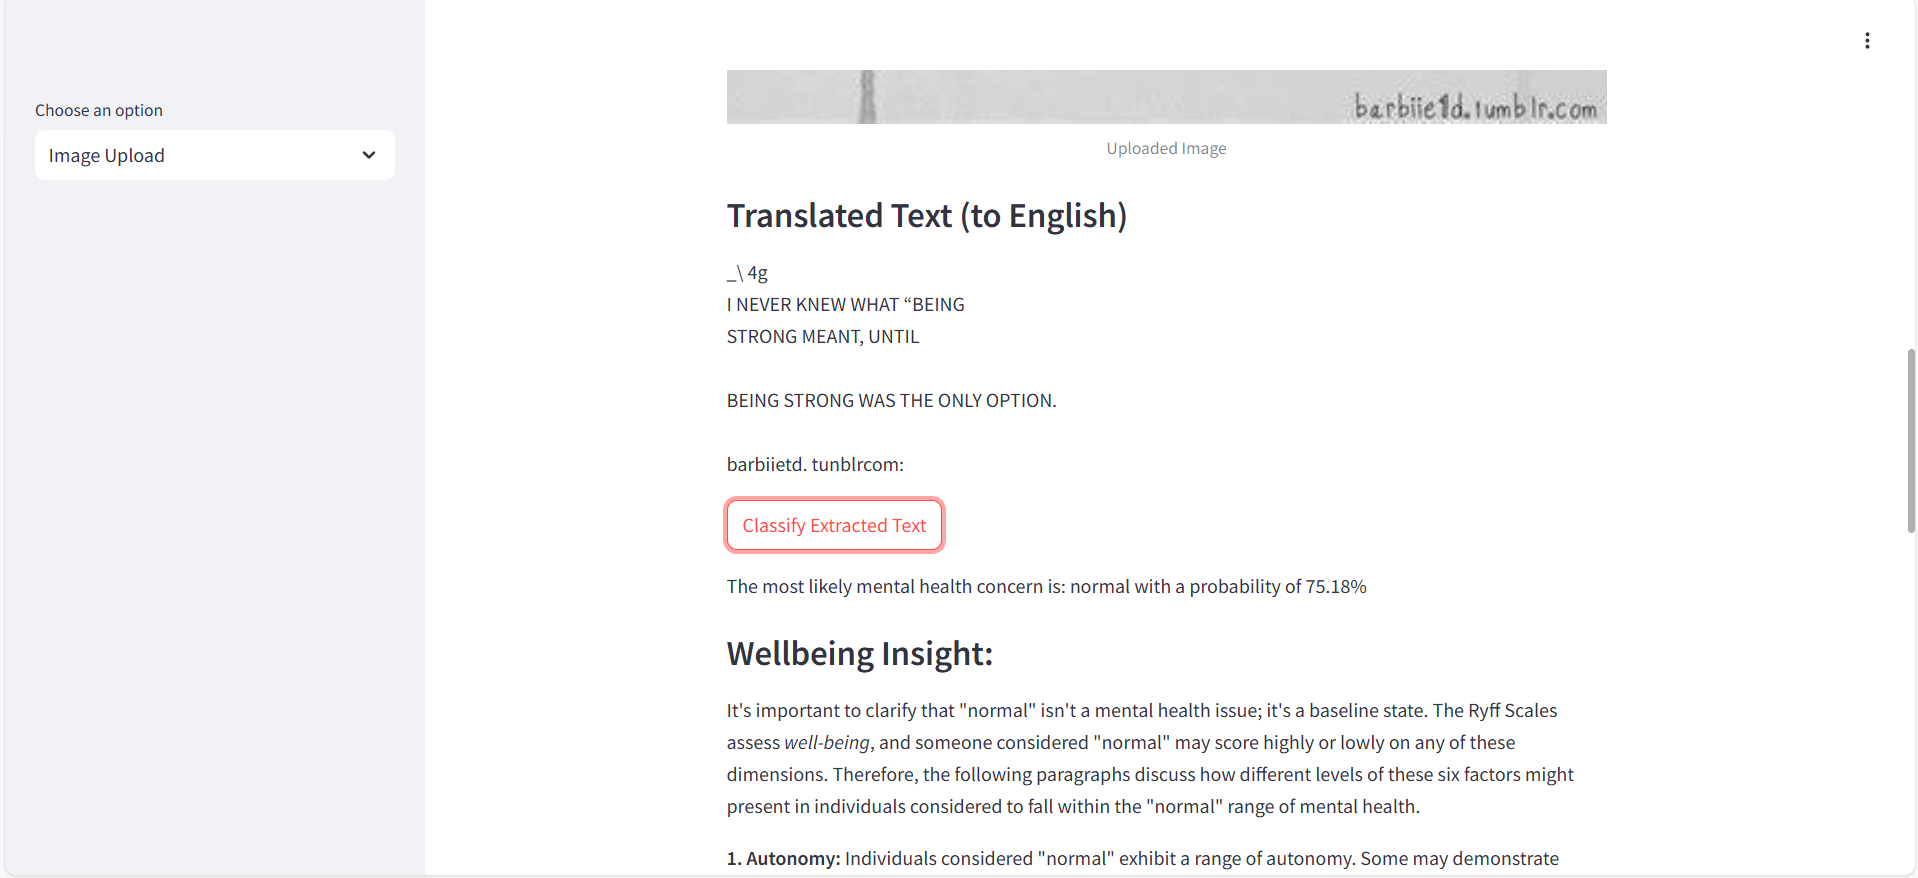 Choose an option
Image Upload
barbiie1d.tumblr.com
Uploaded Image
Translated Text (to English)
_\ 4g
I NEVER KNEW WHAT “BEING
STRONG MEANT, UNTIL
BEING STRONG WAS THE ONLY OPTION.
barbiietd. tunblrcom:
Classify Extracted Text
The most likely mental health concern is: normal with a probability of 75.18%
Wellbeing Insight:
It's important to clarify that "normal" isn't a mental health issue; it's a baseline state. The Ryff Scales
assess well-being, and someone considered "normal" may score highly or lowly on any of these
dimensions. Therefore, the following paragraphs discuss how different levels of these six factors might
present in individuals considered to fall within the "normal" range of mental health.
1. Autonomy: Individuals considered "normal" exhibit a range of autonomy. Some may demonstrate